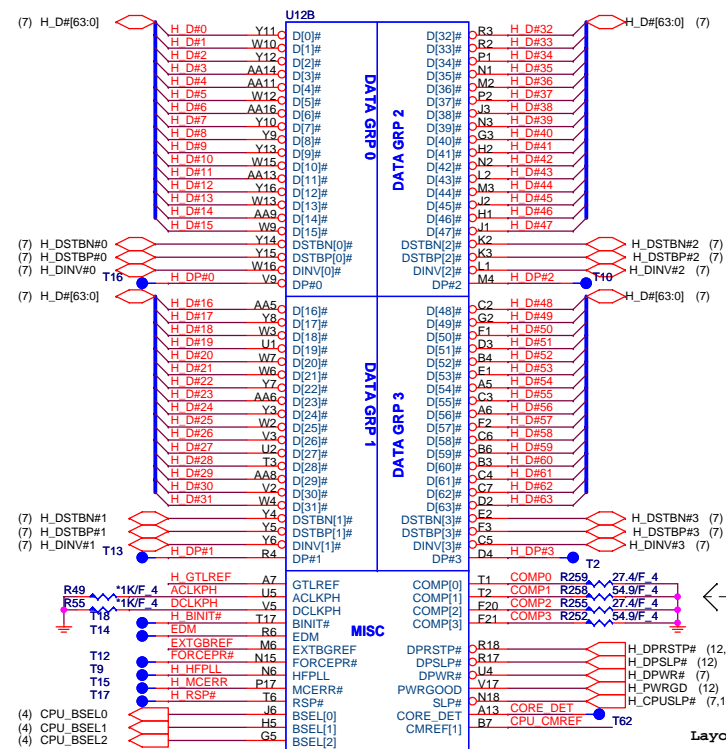 U12B
(7) H_D#[63:0] H_D#[63:0] (7)
H_D#0 Y11 D[0]# D[32]# R3 H_D#32
H_D#1 W10 D[1]# D[33]# R2 H_D#33
H_D#2 Y12 D[2]# D[34]# P1 H_D#34
H_D#3 AA14 D[3]# D[35]# N1 H_D#35
H_D#4 AA11 D[4]# D[36]# M2 H_D#36
H_D#5 W12 D[5]# D[37]# P2 H_D#37
H_D#6 AA16 D[6]# D[38]# J3 H_D#38
H_D#7 Y10 D[7]# D[39]# N3 H_D#39
H_D#8 Y9 D[8]# D[40]# G3 H_D#40
H_D#9 Y13 D[9]# D[41]# H2 H_D#41
H_D#10 W15 D[10]# D[42]# N2 H_D#42
H_D#11 AA13 D[11]# D[43]# L2 H_D#43
H_D#12 Y16 D[12]# D[44]# M3 H_D#44
H_D#13 W13 D[13]# D[45]# J2 H_D#45
H_D#14 AA9 D[14]# D[46]# H1 H_D#46
H_D#15 W9 D[15]# D[47]# J1 H_D#47
DATA GRP 0
DATA GRP 2
(7) H_DSTBN#0 Y14 DSTBN[0]# DSTBN[2]# K2 H_DSTBN#2 (7)
(7) H_DSTBP#0 Y15 DSTBP[0]# DSTBP[2]# K3 H_DSTBP#2 (7)
(7) H_DINV#0 W16 DINV[0]# DINV[2]# L1 H_DINV#2 (7)
T16 H_DP#0 V9 DP#0 DP#2 M4 H_DP#2 T10
(7) H_D#[63:0] H_D#[63:0] (7)
H_D#16 AA5 D[16]# D[48]# C2 H_D#48
H_D#17 Y8 D[17]# D[49]# G2 H_D#49
H_D#18 W3 D[18]# D[50]# F1 H_D#50
H_D#19 U1 D[19]# D[51]# D3 H_D#51
H_D#20 W7 D[20]# D[52]# B4 H_D#52
H_D#21 W6 D[21]# D[53]# E1 H_D#53
H_D#22 Y7 D[22]# D[54]# A5 H_D#54
H_D#23 AA6 D[23]# D[55]# C3 H_D#55
H_D#24 Y3 D[24]# D[56]# A6 H_D#56
H_D#25 W2 D[25]# D[57]# F2 H_D#57
H_D#26 V3 D[26]# D[58]# C6 H_D#58
H_D#27 U2 D[27]# D[59]# B6 H_D#59
H_D#28 T3 D[28]# D[60]# B3 H_D#60
H_D#29 AA8 D[29]# D[61]# C4 H_D#61
H_D#30 V2 D[30]# D[62]# C7 H_D#62
H_D#31 W4 D[31]# D[63]# D2 H_D#63
DATA GRP 1
DATA GRP 3
(7) H_DSTBN#1 Y4 DSTBN[1]# DSTBN[3]# E2 H_DSTBN#3 (7)
(7) H_DSTBP#1 Y5 DSTBP[1]# DSTBP[3]# F3 H_DSTBP#3 (7)
(7) H_DINV#1 Y6 DINV[1]# DINV[3]# C5 H_DINV#3 (7)
T13 H_DP#1 R4 DP#1 DP#3 D4 H_DP#3 T2
H_GTLREF A7 GTLREF COMP[0] T1 COMP0 R259 27.4/F_4
R49 *1K/F_4 ACLKPH U5 ACLKPH COMP[1] T2 COMP1 R258 54.9/F_4
R55 *1K/F_4 DCLKPH V5 DCLKPH COMP[2] F20 COMP2 R255 27.4/F_4
T18 H_BINIT# T17 BINIT# COMP[3] F21 COMP3 R252 54.9/F_4
MISC
T14 EDM R6 EDM
EXTGBREF M6 EXTBGREF DPRSTP# R18 H_DPRSTP# (12,
T12 FORCEPR# N15 FORCEPR# DPSLP# R17 H_DPSLP# (12)
T9 H_HFPLL N6 HFPLL DPWR# U4 H_DPWR# (7)
T15 H_MCERR P17 MCERR# PWRGOOD V17 H_PWRGD (12)
T17 H_RSP# T6 RSP# SLP# N18 H_CPUSLP# (7,1
(4) CPU_BSEL0 J6 BSEL[0] CORE_DET A13 CORE_DET
(4) CPU_BSEL1 H5 BSEL[1] CMREF[1] B7 CPU_CMREF T62
(4) CPU_BSEL2 G5 BSEL[2]
Layo